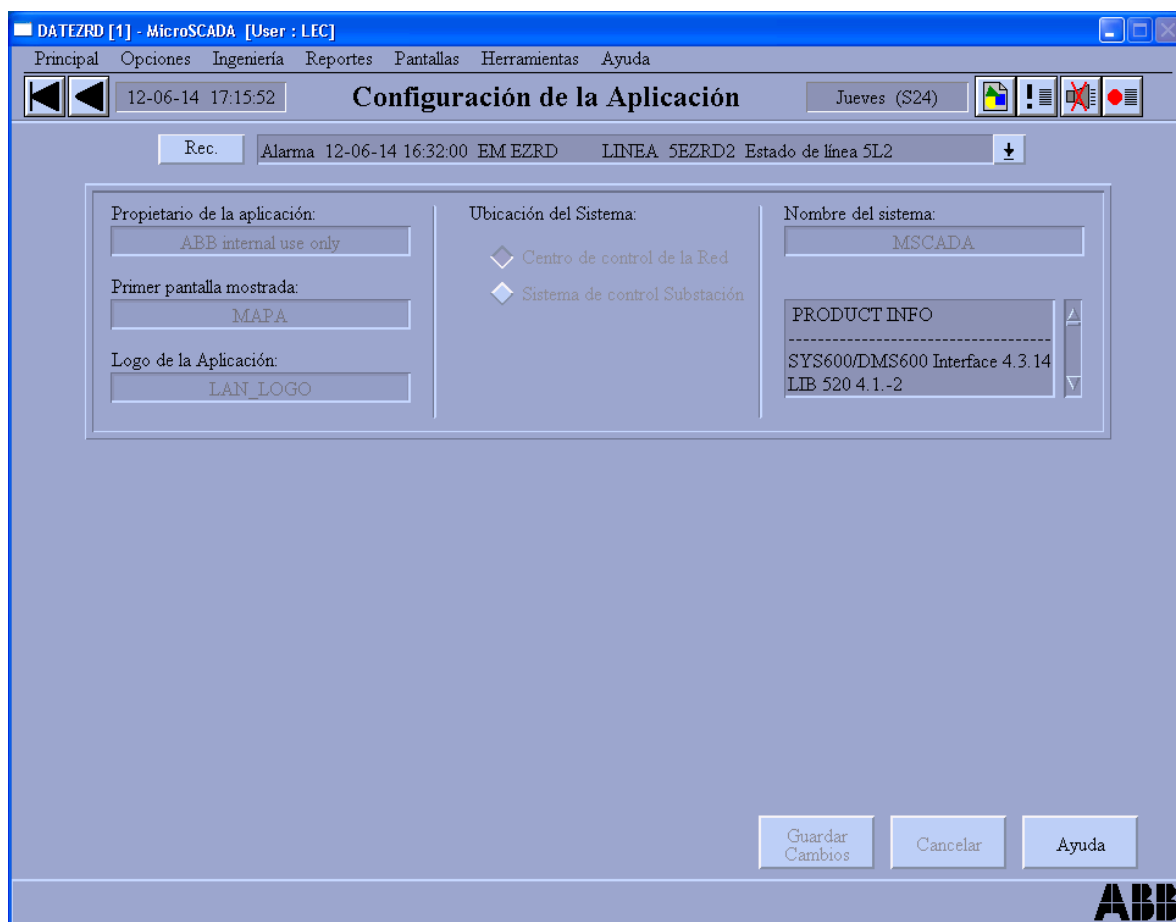 DATEZRD [1] - MicroSCADA [User : LEC]
Principal Opciones Ingeniería Reportes Pantallas Herramientas Ayuda
12-06-14 17:15:52 Configuración de la Aplicación Jueves (S24)
Rec. Alarma 12-06-14 16:32:00 EM EZRD LINEA 5EZRD2 Estado de línea 5L2
Propietario de la aplicación:
ABB internal use only
Primer pantalla mostrada:
MAPA
Logo de la Aplicación:
LAN_LOGO
Ubicación del Sistema:
Centro de control de la Red
Sistema de control Substación
Nombre del sistema:
MSCADA
PRODUCT INFO
----------------------------------
SYS600/DMS600 Interface 4.3.14
LIB 520 4.1.-2
Guardar
Cambios
Cancelar
Ayuda
ABB